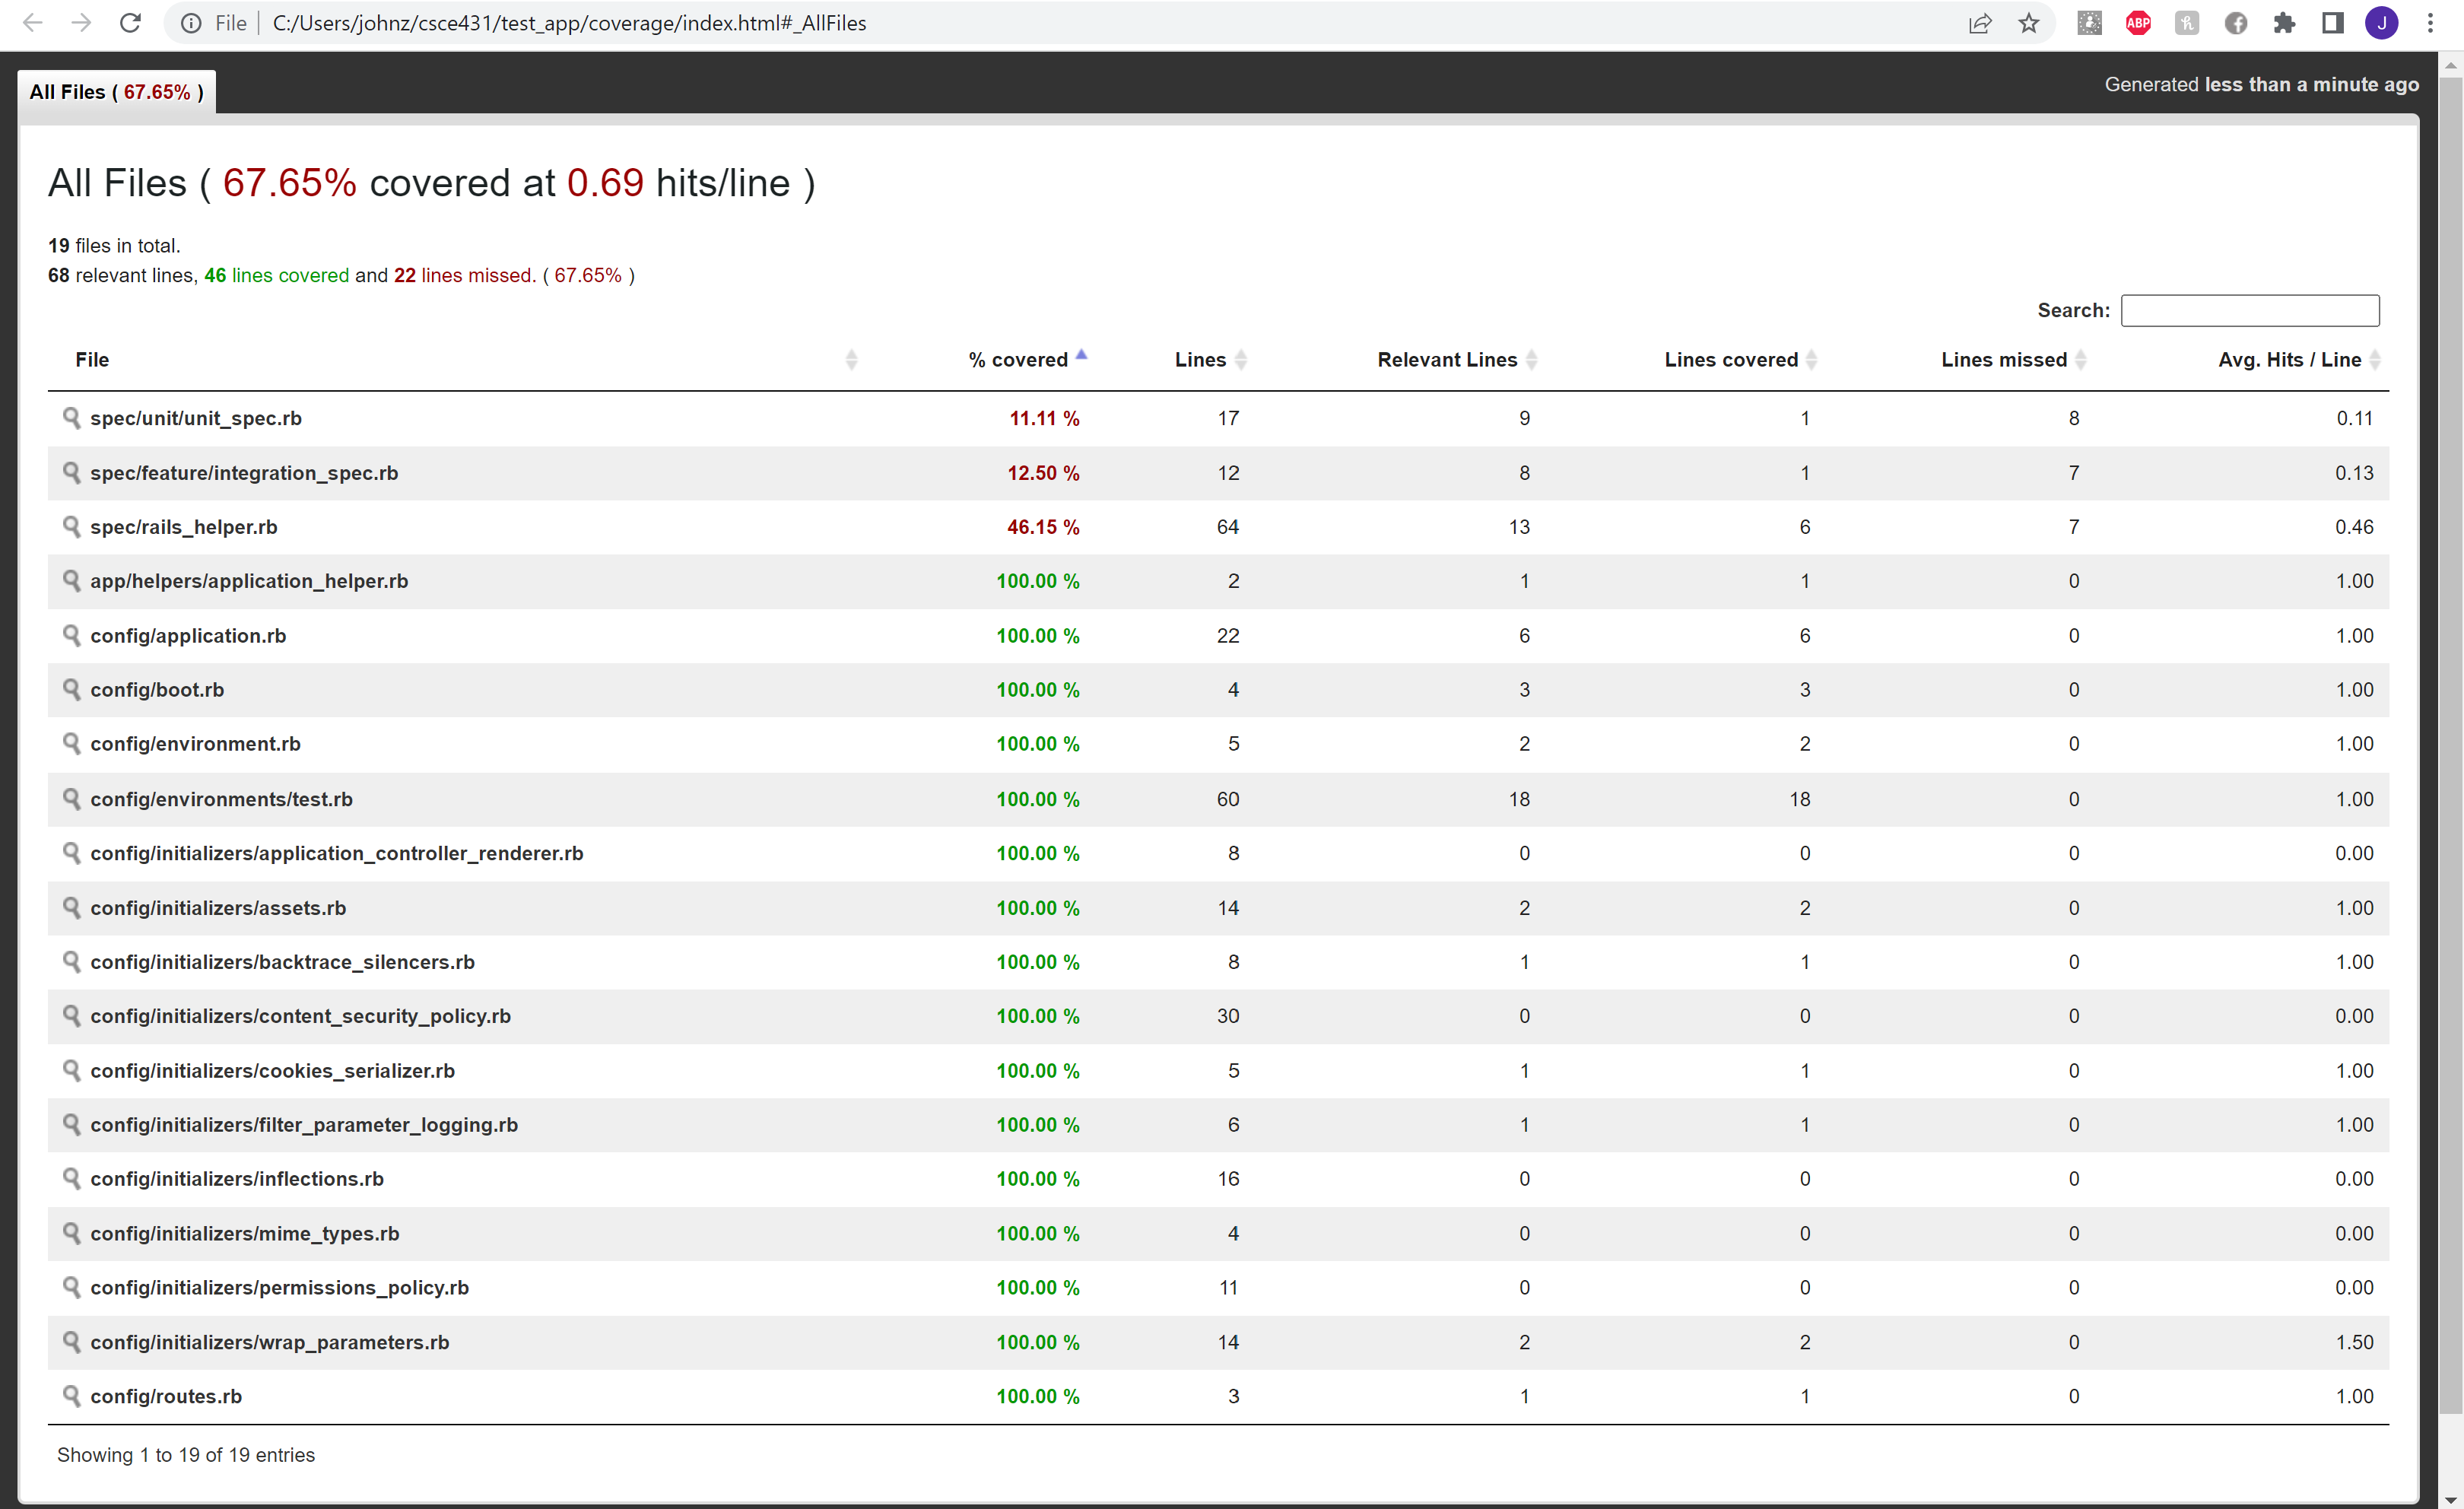 File C:/Users/johnz/csce431/test_app/coverage/index.html#_AllFiles
ABP
J
All Files ( 67.65% )
Generated less than a minute ago
All Files ( 67.65% covered at 0.69 hits/line )
19 files in total.
68 relevant lines, 46 lines covered and 22 lines missed. ( 67.65% )
Search:
File % covered Lines Relevant Lines Lines covered Lines missed Avg. Hits / Line
spec/unit/unit_spec.rb 11.11 % 17 9 1 8 0.11
spec/feature/integration_spec.rb 12.50 % 12 8 1 7 0.13
spec/rails_helper.rb 46.15 % 64 13 6 7 0.46
app/helpers/application_helper.rb 100.00 % 2 1 1 0 1.00
config/application.rb 100.00 % 22 6 6 0 1.00
config/boot.rb 100.00 % 4 3 3 0 1.00
config/environment.rb 100.00 % 5 2 2 0 1.00
config/environments/test.rb 100.00 % 60 18 18 0 1.00
config/initializers/application_controller_renderer.rb 100.00 % 8 0 0 0 0.00
config/initializers/assets.rb 100.00 % 14 2 2 0 1.00
config/initializers/backtrace_silencers.rb 100.00 % 8 1 1 0 1.00
config/initializers/content_security_policy.rb 100.00 % 30 0 0 0 0.00
config/initializers/cookies_serializer.rb 100.00 % 5 1 1 0 1.00
config/initializers/filter_parameter_logging.rb 100.00 % 6 1 1 0 1.00
config/initializers/inflections.rb 100.00 % 16 0 0 0 0.00
config/initializers/mime_types.rb 100.00 % 4 0 0 0 0.00
config/initializers/permissions_policy.rb 100.00 % 11 0 0 0 0.00
config/initializers/wrap_parameters.rb 100.00 % 14 2 2 0 1.50
config/routes.rb 100.00 % 3 1 1 0 1.00
Showing 1 to 19 of 19 entries